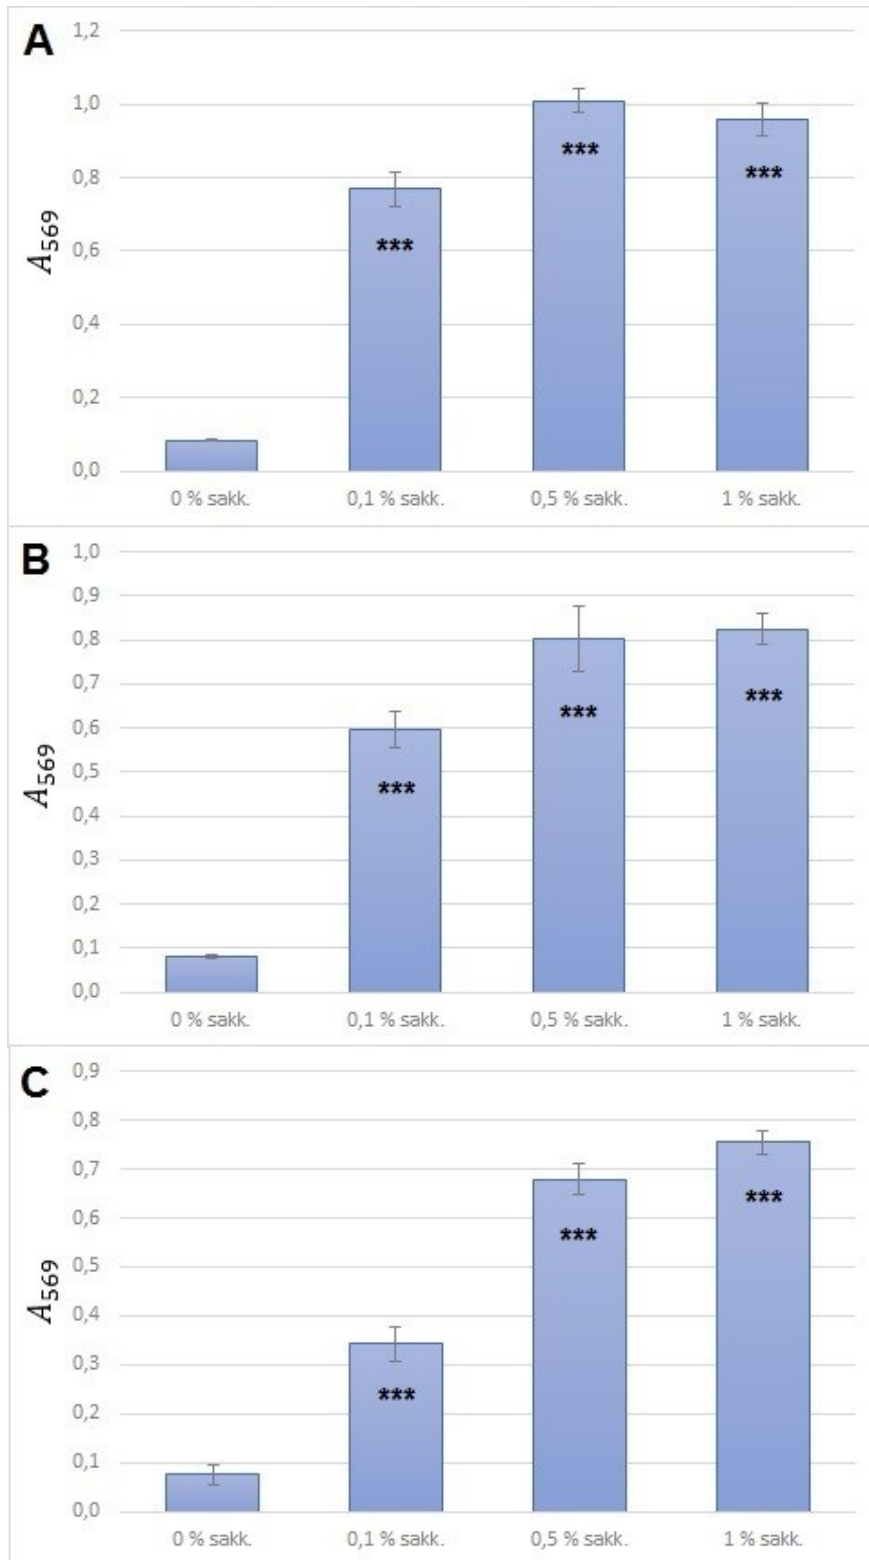 A
1,2
1,0
0,8
0,6
0,4
0,2
0,0
A569
***
***
***
0 % sakk.
0,1 % sakk.
0,5 % sakk.
1 % sakk.
B
1,0
0,9
0,8
0,7
0,6
0,5
0,4
0,3
0,2
0,1
0,0
A569
***
***
***
0 % sakk.
0,1 % sakk.
0,5 % sakk.
1 % sakk.
C
0,9
0,8
0,7
0,6
0,5
0,4
0,3
0,2
0,1
0,0
A569
***
***
***
0 % sakk.
0,1 % sakk.
0,5 % sakk.
1 % sakk.